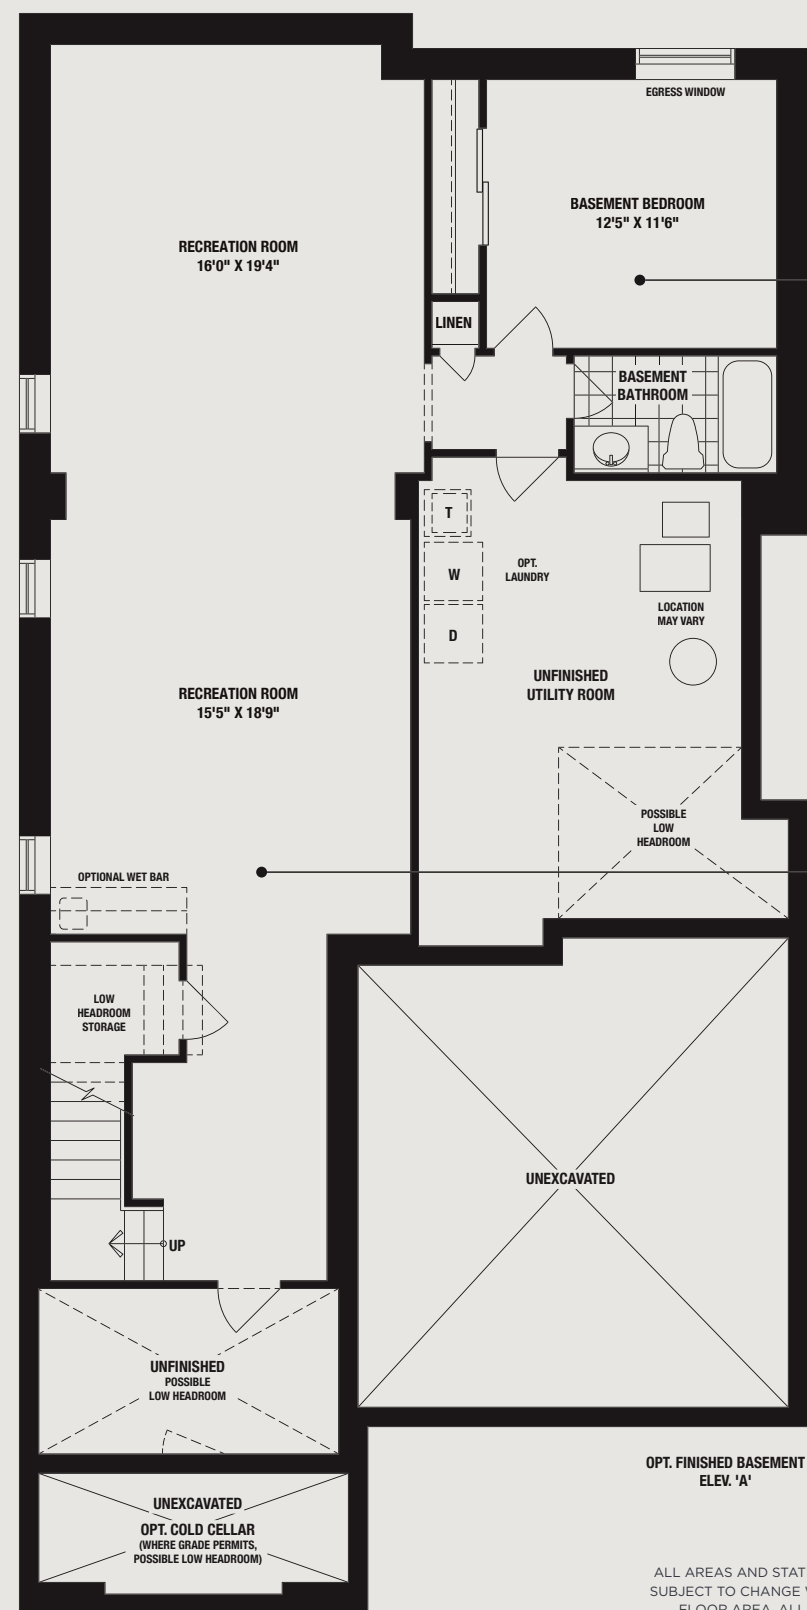 EGRESS WINDOW
BASEMENT BEDROOM
12'5" X 11'6"
RECREATION ROOM
16'0" X 19'4"
LINEN
BASEMENT
BATHROOM
T
W
D
OPT.
LAUNDRY
LOCATION
MAY VARY
UNFINISHED
UTILITY ROOM
RECREATION ROOM
15'5" X 18'9"
POSSIBLE
LOW
HEADROOM
OPTIONAL WET BAR
LOW
HEADROOM
STORAGE
UNEXCAVATED
UP
UNFINISHED
POSSIBLE
LOW HEADROOM
OPT. FINISHED BASEMENT
ELEV. 'A'
UNEXCAVATED
OPT. COLD CELLAR
(WHERE GRADE PERMITS,
POSSIBLE LOW HEADROOM)
ALL AREAS AND STAT
SUBJECT TO CHANGE
FLOOR AREA. ALL